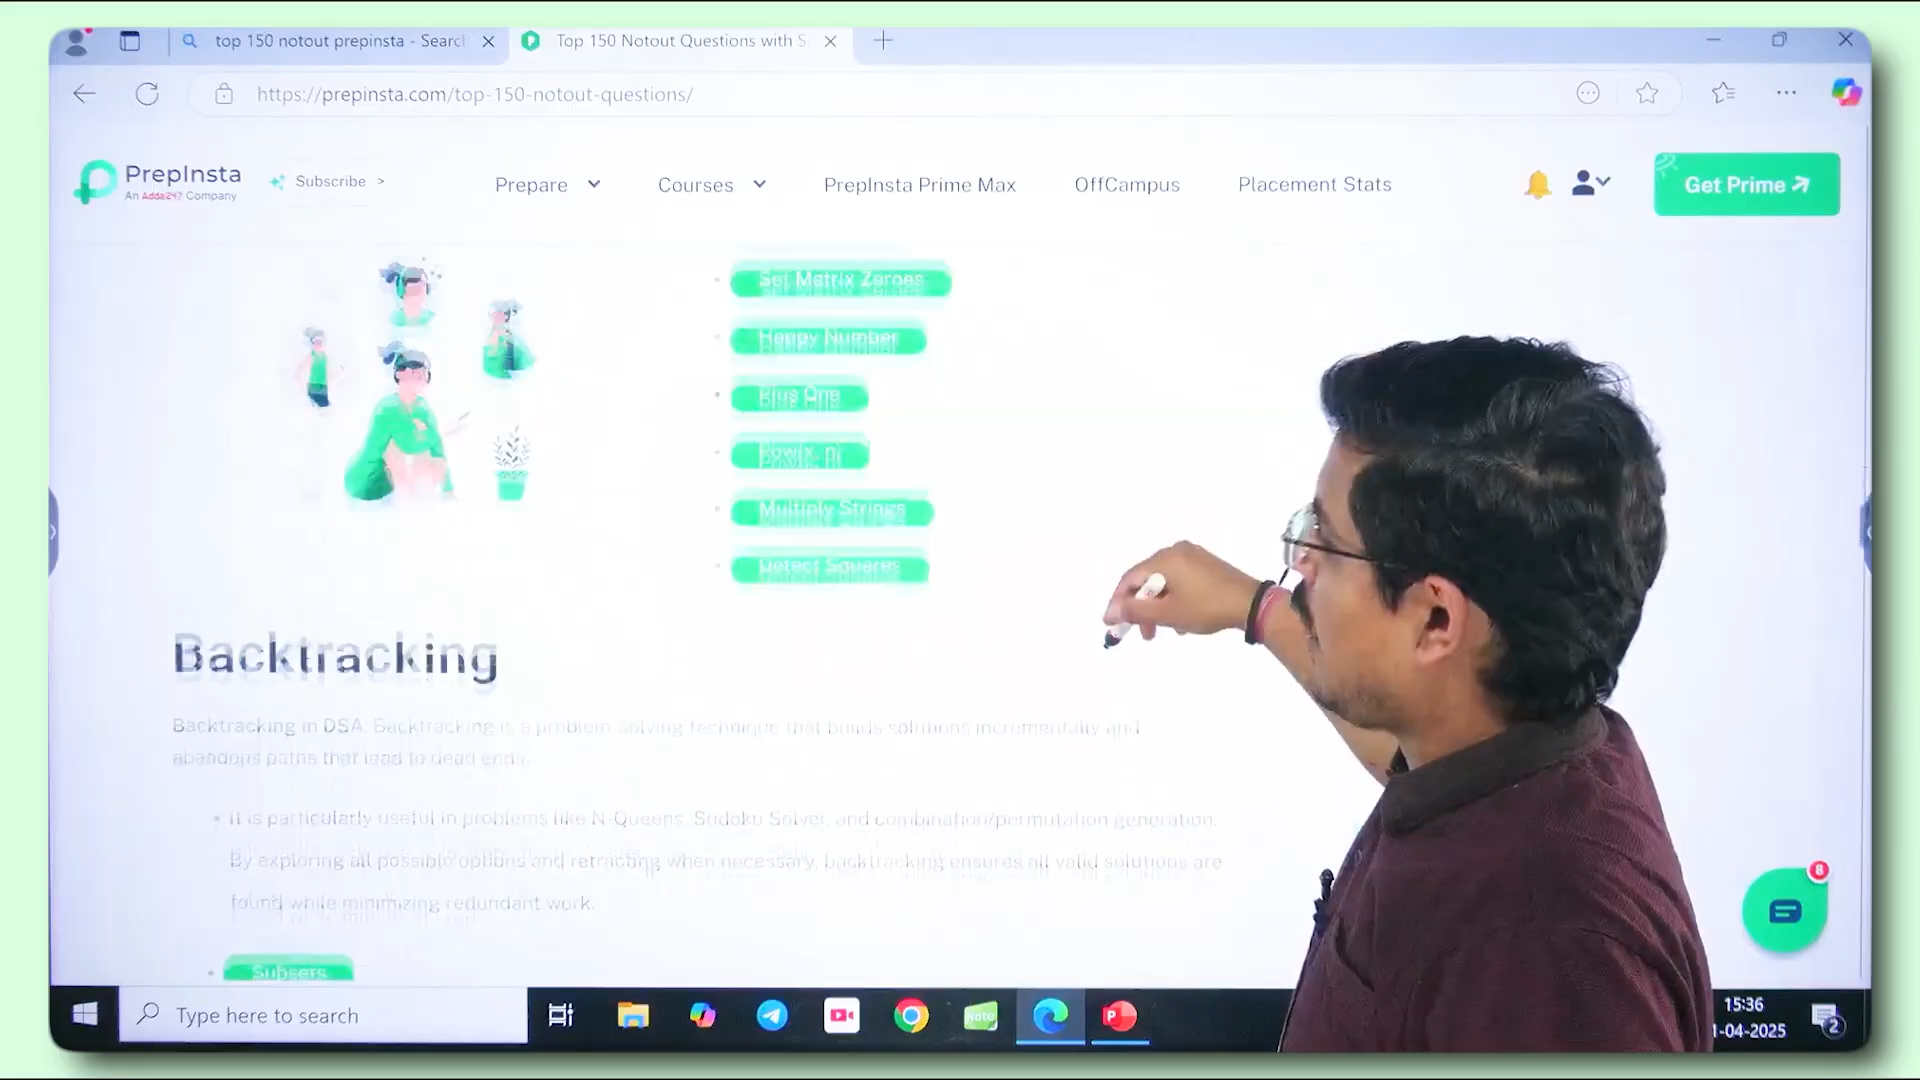 top 150 notout prepinsta - Search
Top 150 Notout Questions with S
https://prepinsta.com/top-150-notout-questions/
PrepInsta
An Adda247 Company
Subscribe >
Prepare
Courses
PrepInsta Prime Max
OffCampus
Placement Stats
Get Prime
Set Matrix Zeroes
Happy Number
Plus One
Pow(x, n)
Multiply Strings
Detect Squares
Backtracking
Backtracking in DSA. Backtracking is a problem-solving technique that builds solutions incrementally and
abandons paths that lead to dead ends.
It is particularly useful in problems like N-Queens, Sudoku Solver, and combination/permutation generation.
By exploring all possible options and retracting when necessary, backtracking ensures all valid solutions are
found while minimizing redundant work.
Subsets
8
Type here to search
Note
P
15:36
1-04-2025
2